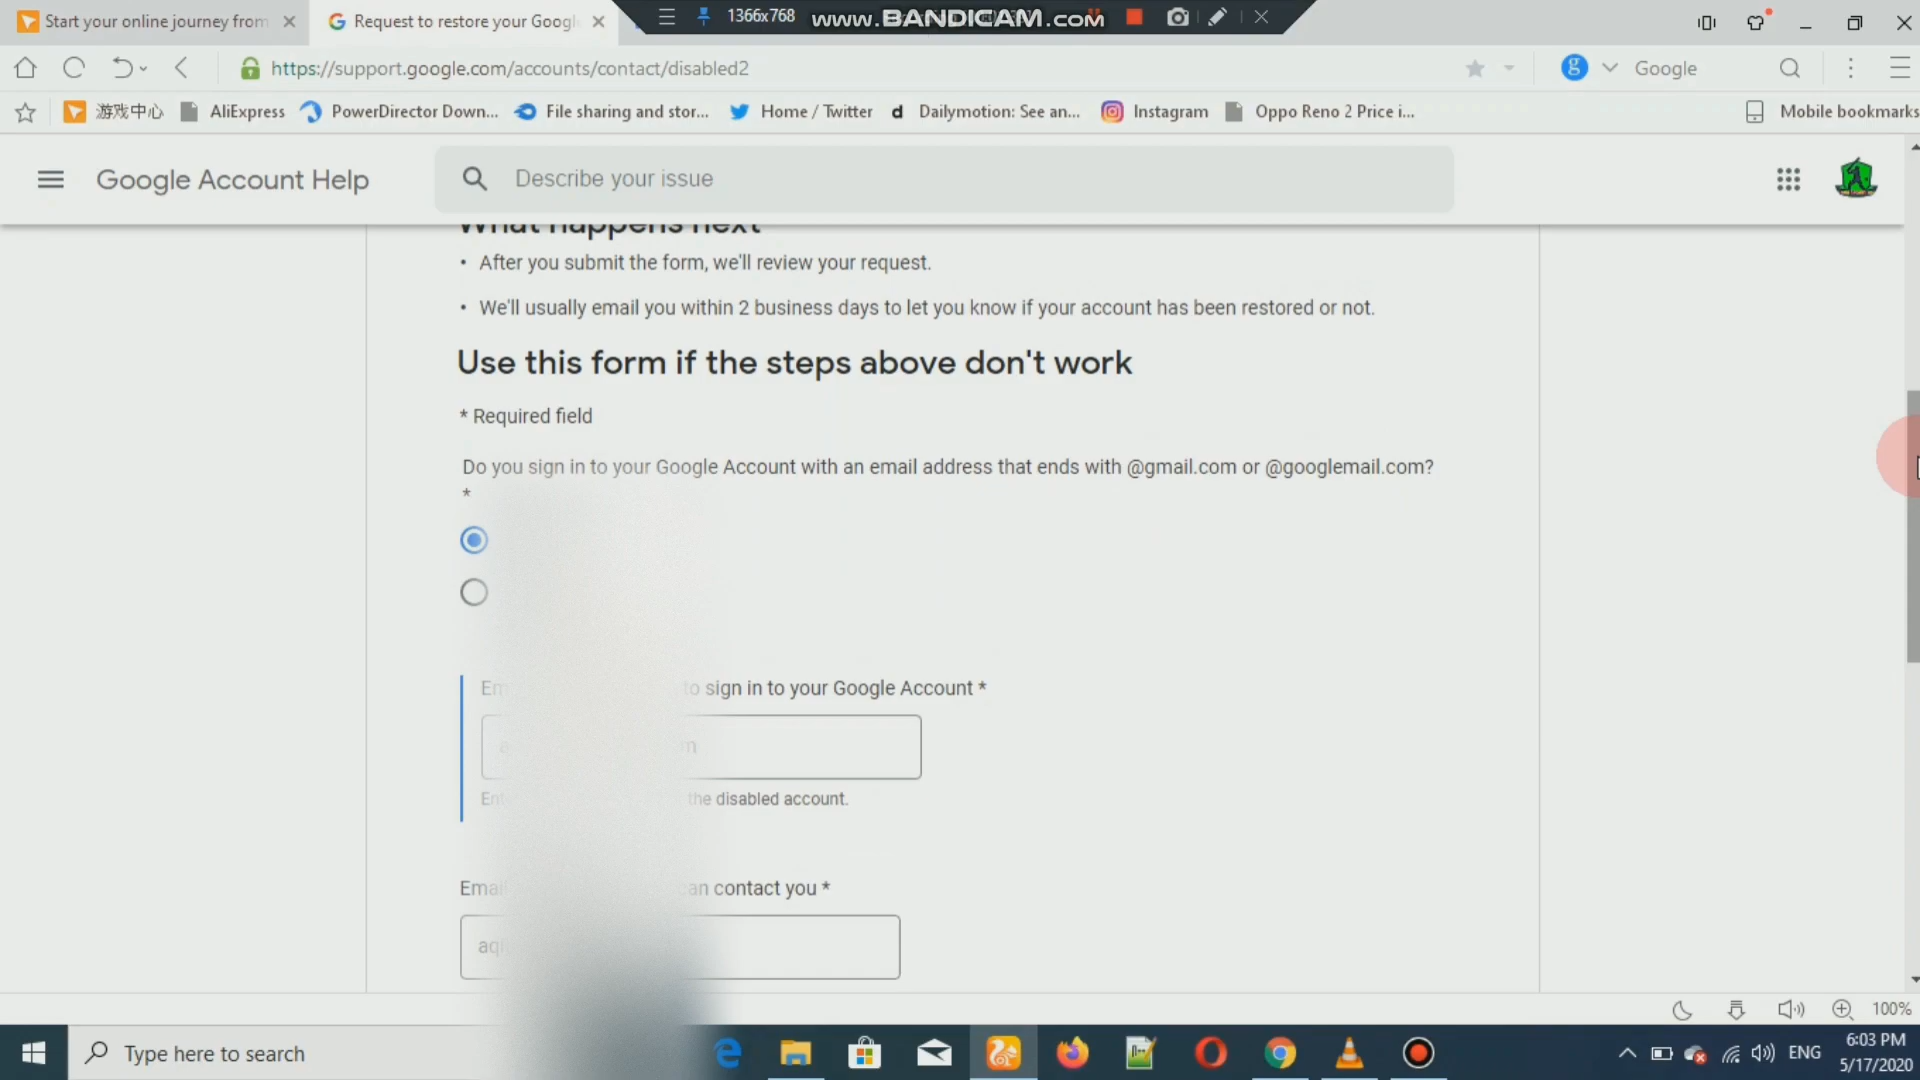 Start your online journey from
Request to restore your Googl
1366x768
www.BANDICAM.com
https://support.google.com/accounts/contact/disabled2
Google
游戏中心
AliExpress
PowerDirector Down...
File sharing and stor...
Home / Twitter
Dailymotion: See an...
Instagram
Oppo Reno 2 Price i...
Mobile bookmarks
Google Account Help
Describe your issue
What happens next
• After you submit the form, we'll review your request.
• We'll usually email you within 2 business days to let you know if your account has been restored or not.
Use this form if the steps above don't work
* Required field
Do you sign in to your Google Account with an email address that ends with @gmail.com or @googlemail.com?
*
to sign in to your Google Account *
the disabled account.
Email
can contact you *
100%
Type here to search
ENG
6:03 PM
5/17/2020